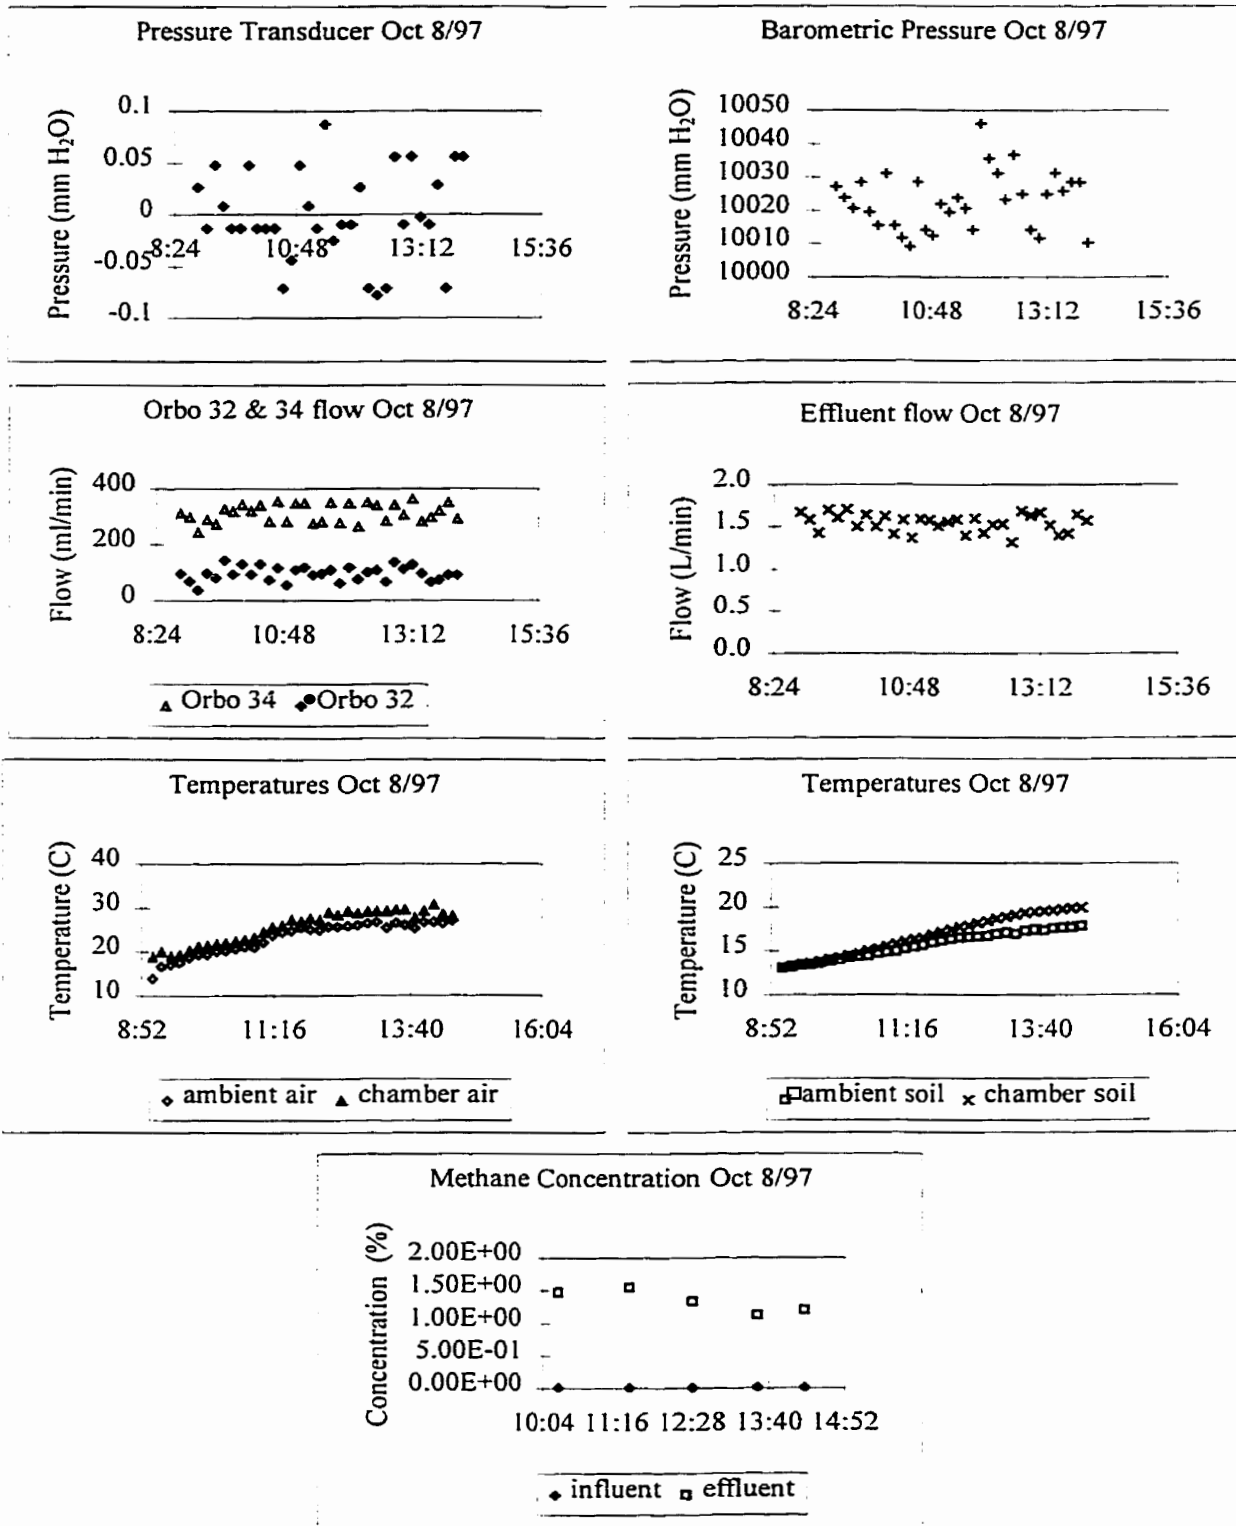 Pressure Transducer Oct 8/97
Pressure (mm H₂O)
0.1
0.05
0
-0.05
-0.1
8:24 10:48 13:12 15:36
Barometric Pressure Oct 8/97
Pressure (mm H₂O)
10050
10040
10030
10020
10010
10000
8:24 10:48 13:12 15:36
Orbo 32 & 34 flow Oct 8/97
Flow (ml/min)
400
200
0
8:24 10:48 13:12 15:36
Orbo 34 Orbo 32
Effluent flow Oct 8/97
Flow (L/min)
2.0
1.5
1.0
0.5
0.0
8:24 10:48 13:12 15:36
Temperatures Oct 8/97
Temperature (C)
40
30
20
10
8:52 11:16 13:40 16:04
ambient air chamber air
Temperatures Oct 8/97
Temperature (C)
25
20
15
10
8:52 11:16 13:40 16:04
ambient soil chamber soil
Methane Concentration Oct 8/97
Concentration (%)
2.00E+00
1.50E+00
1.00E+00
5.00E-01
0.00E+00
10:04 11:16 12:28 13:40 14:52
influent effluent